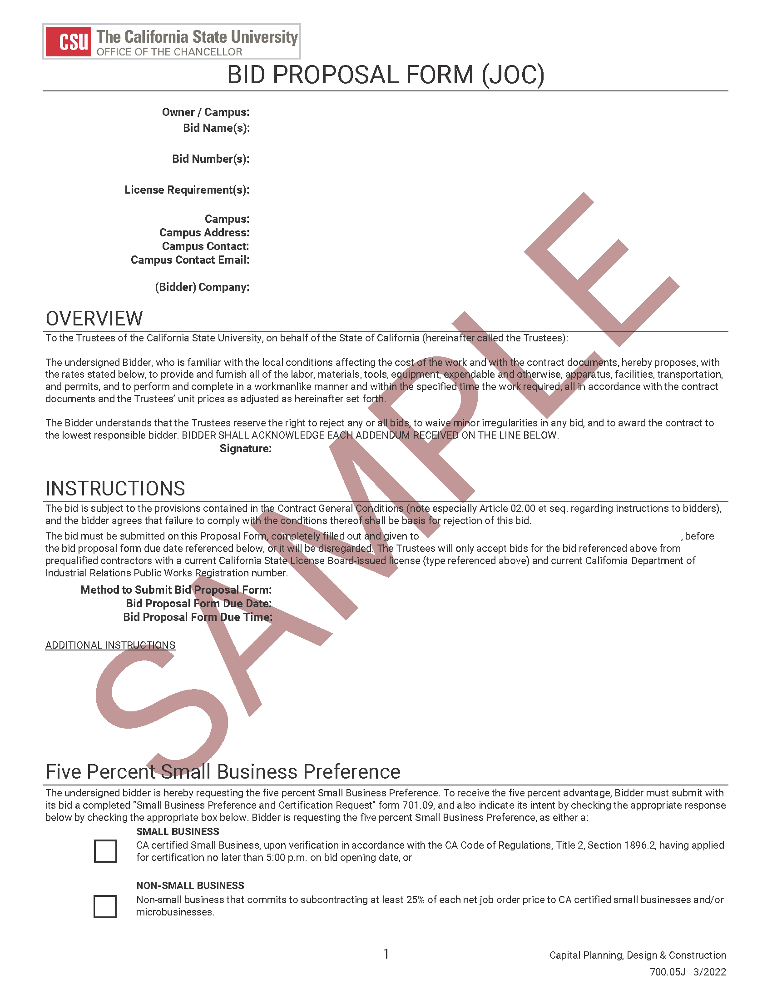 CSU The California State University
OFFICE OF THE CHANCELLOR
BID PROPOSAL FORM (JOC)
Owner / Campus:
Bid Name(s):
Bid Number(s):
License Requirement(s):
Campus:
Campus Address:
Campus Contact:
Campus Contact Email:
(Bidder) Company:
OVERVIEW
To the Trustees of the California State University, on behalf of the State of California (hereinafter called the Trustees):
The undersigned Bidder, who is familiar with the local conditions affecting the cost of the work and with the contract documents, hereby proposes, with
the rates stated below, to provide and furnish all of the labor, materials, tools, equipment, expendable and otherwise, apparatus, facilities, transportation,
and permits, and to perform and complete in a workmanlike manner and within the specified time the work required, all in accordance with the contract
documents and the Trustees’ unit prices as adjusted as hereinafter set forth.
The Bidder understands that the Trustees reserve the right to reject any or all bids, to waive minor irregularities in any bid, and to award the contract to
the lowest responsible bidder. BIDDER SHALL ACKNOWLEDGE EACH ADDENDUM RECEIVED ON THE LINE BELOW.
Signature:
INSTRUCTIONS
The bid is subject to the provisions contained in the Contract General Conditions (note especially Article 02.00 et seq. regarding instructions to bidders),
and the bidder agrees that failure to comply with the conditions thereof shall be basis for rejection of this bid.
The bid must be submitted on this Proposal Form, completely filled out and given to , before
the bid proposal form due date referenced below, or it will be disregarded. The Trustees will only accept bids for the bid referenced above from
prequalified contractors with a current California State License Board-issued license (type referenced above) and current California Department of
Industrial Relations Public Works Registration number.
Method to Submit Bid Proposal Form:
Bid Proposal Form Due Date:
Bid Proposal Form Due Time:
ADDITIONAL INSTRUCTIONS
SAMPLE
Five Percent Small Business Preference
The undersigned bidder is hereby requesting the five percent Small Business Preference. To receive the five percent advantage, Bidder must submit with
its bid a completed “Small Business Preference and Certification Request” form 701.09, and also indicate its intent by checking the appropriate response
below by checking the appropriate box below. Bidder is requesting the five percent Small Business Preference, as either a:
SMALL BUSINESS
CA certified Small Business, upon verification in accordance with the CA Code of Regulations, Title 2, Section 1896.2, having applied
for certification no later than 5:00 p.m. on bid opening date, or
NON-SMALL BUSINESS
Non-small business that commits to subcontracting at least 25% of each net job order price to CA certified small businesses and/or
microbusinesses.
1
Capital Planning, Design & Construction
700.05J 3/2022